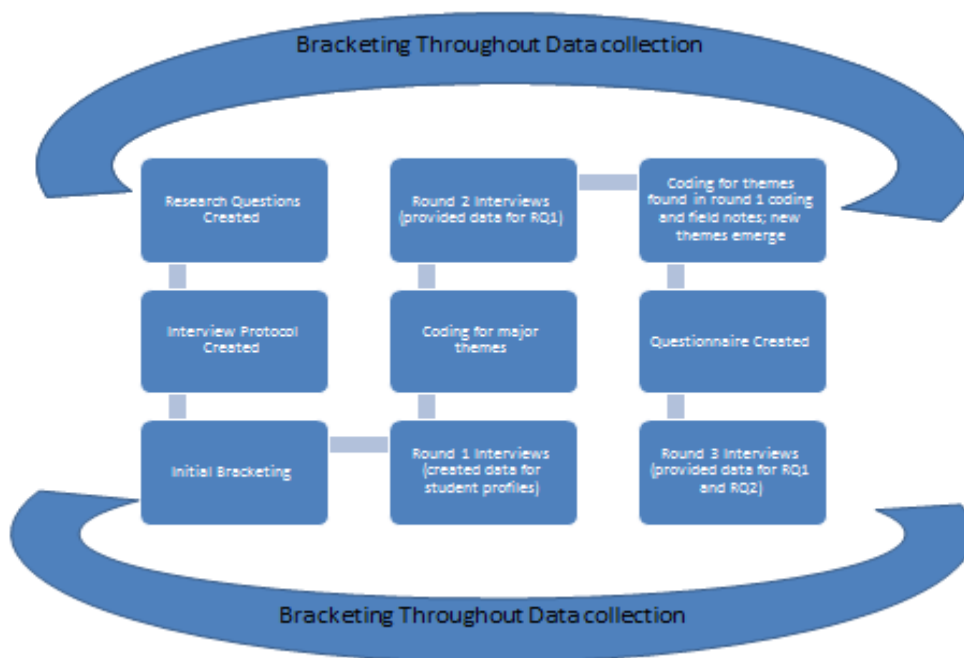 Bracketing Throughout Data collection
Research Questions
Created
Interview Protocol
Created
Initial Bracketing
Round 1 Interviews
(created data for
student profiles)
Coding for major
themes
Round 2 Interviews
(provided data for RQ1)
Coding for themes
found in round 1 coding
and field notes; new
themes emerge
Questionnaire Created
Round 3 Interviews
(provided data for RQ1
and RQ2)
Bracketing Throughout Data collection